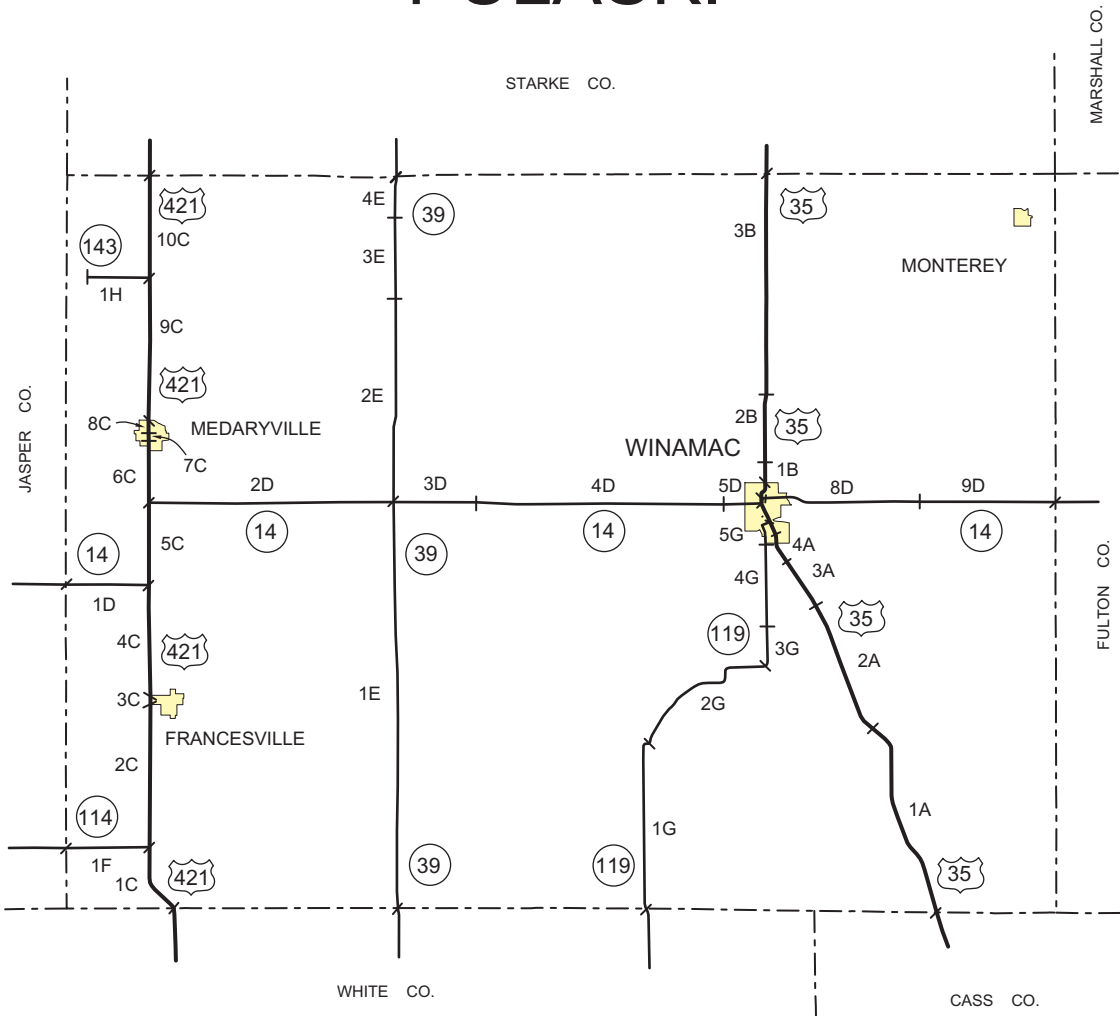 MARSHALL CO.
STARKE CO.
4E
421
39
35
10C
3B
143
3E
MONTEREY
1H
9C
421
JASPER CO.
2E
8C
MEDARYVILLE
2B
35
WINAMAC
7C
6C
1B
2D
3D
4D
5D
8D
9D
14
14
14
5C
14
39
5G
4A
3A
4G
FULTON CO.
1D
35
4C
119
421
3G
2A
1E
3C
2G
FRANCESVILLE
2C
1A
114
1G
1F
39
119
35
1C
421
WHITE CO.
CASS CO.